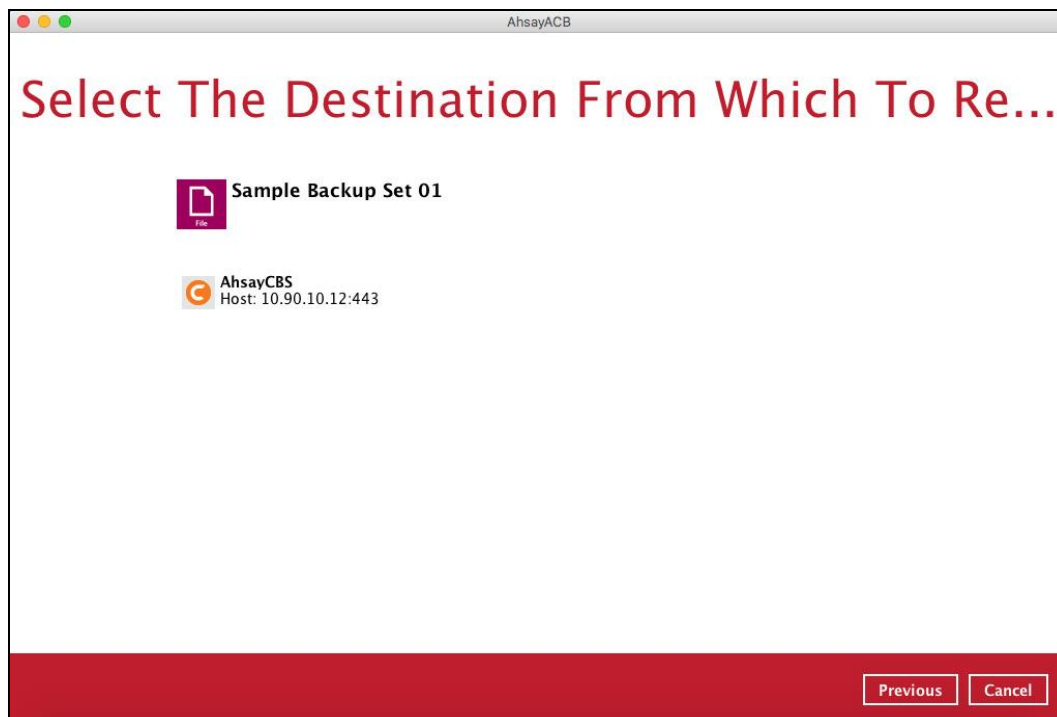 AhsayACB
Select The Destination From Which To Re...
Sample Backup Set 01
File
AhsayCBS
Host: 10.90.10.12:443
Previous Cancel